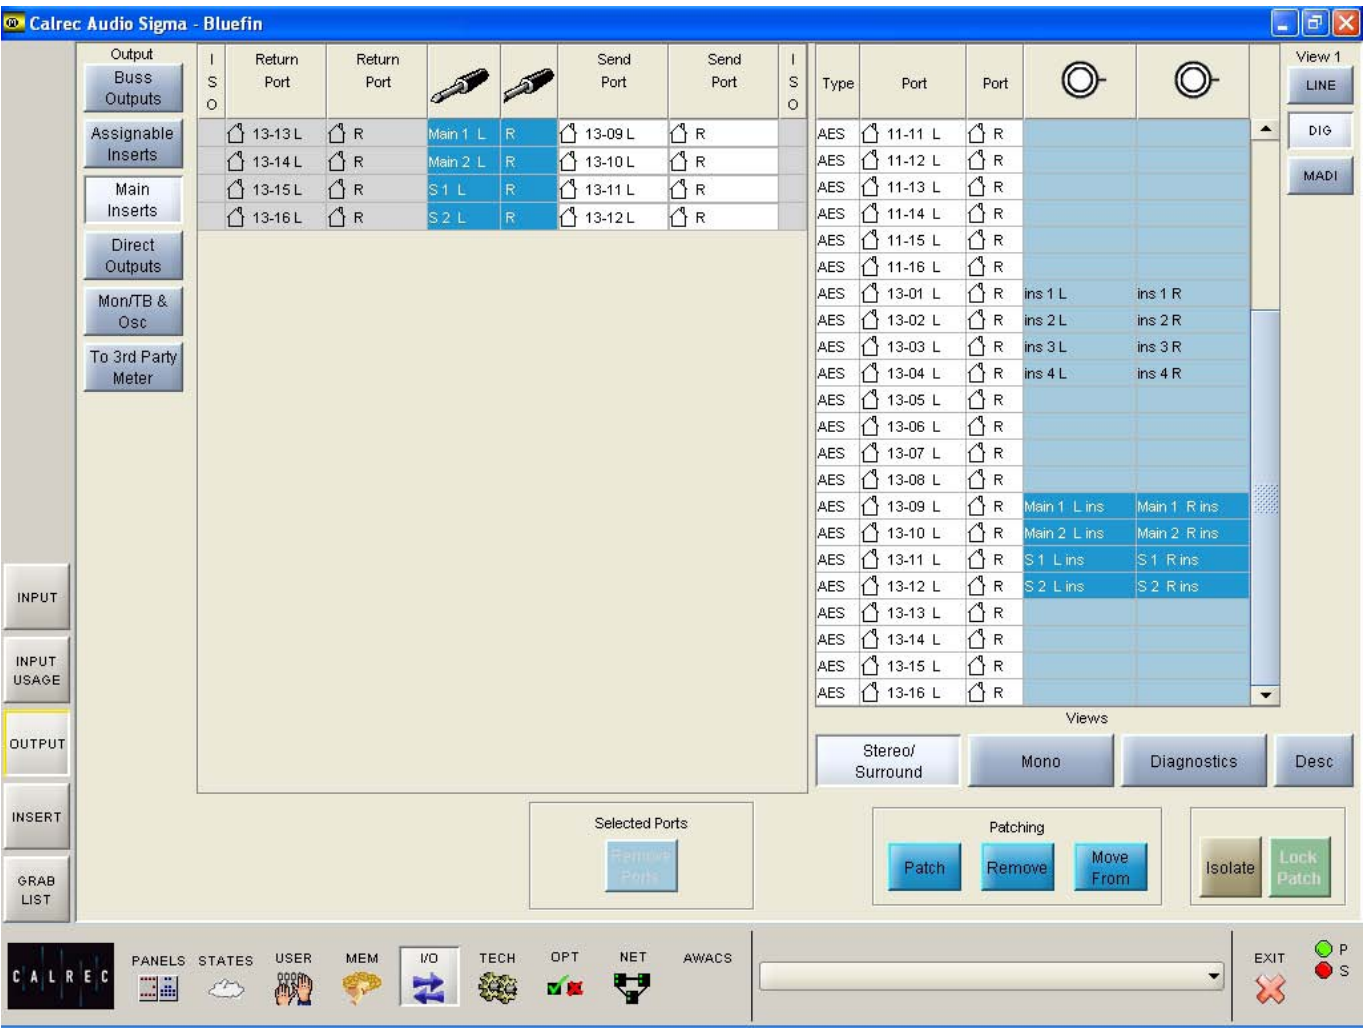 Calrec Audio Sigma - Bluefin
Output
Buss
Outputs
Assignable
Inserts
Main
Inserts
Direct
Outputs
Mon/TB &
Osc
To 3rd Party
Meter
I
S
O
Return
Port
Return
Port
Send
Port
Send
Port
I
S
O
13-13 L R Main 1 L R 13-09 L R
13-14 L R Main 2 L R 13-10 L R
13-15 L R S 1 L R 13-11 L R
13-16 L R S 2 L R 13-12 L R
Type Port Port
AES 11-11 L R
AES 11-12 L R
AES 11-13 L R
AES 11-14 L R
AES 11-15 L R
AES 11-16 L R
AES 13-01 L R ins 1 L ins 1 R
AES 13-02 L R ins 2 L ins 2 R
AES 13-03 L R ins 3 L ins 3 R
AES 13-04 L R ins 4 L ins 4 R
AES 13-05 L R
AES 13-06 L R
AES 13-07 L R
AES 13-08 L R
AES 13-09 L R Main 1 L ins Main 1 R ins
AES 13-10 L R Main 2 L ins Main 2 R ins
AES 13-11 L R S 1 L ins S 1 R ins
AES 13-12 L R S 2 L ins S 2 R ins
AES 13-13 L R
AES 13-14 L R
AES 13-15 L R
AES 13-16 L R
View 1
LINE
DIG
MADI
Views
Stereo/
Surround
Mono
Diagnostics
Desc
INPUT
INPUT
USAGE
OUTPUT
INSERT
GRAB
LIST
Selected Ports
Remove
Ports
Patching
Patch
Remove
Move
From
Isolate
Lock
Patch
CALREC
PANELS
STATES
USER
MEM
I/O
TECH
OPT
NET
AWACS
EXIT
P
S